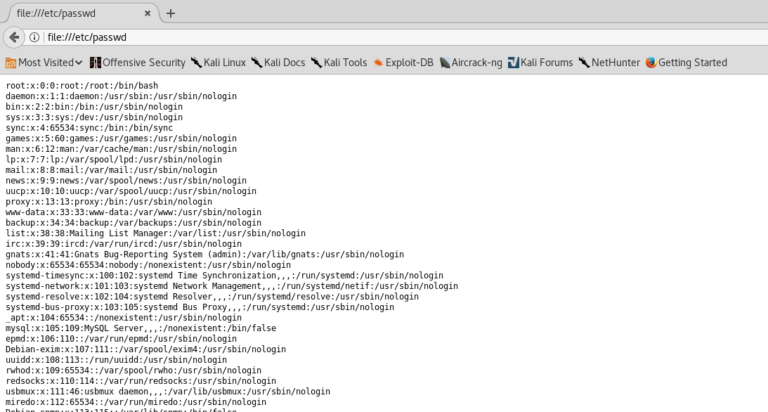 file:///etc/passwd
file:///etc/passwd
Most Visited Offensive Security Kali Linux Kali Docs Kali Tools Exploit-DB Aircrack-ng Kali Forums NetHunter Getting Started
root:x:0:0:root:/root:/bin/bash
daemon:x:1:1:daemon:/usr/sbin:/usr/sbin/nologin
bin:x:2:2:bin:/bin:/usr/sbin/nologin
sys:x:3:3:sys:/dev:/usr/sbin/nologin
sync:x:4:65534:sync:/bin:/bin/sync
games:x:5:60:games:/usr/games:/usr/sbin/nologin
man:x:6:12:man:/var/cache/man:/usr/sbin/nologin
lp:x:7:7:lp:/var/spool/lpd:/usr/sbin/nologin
mail:x:8:8:mail:/var/mail:/usr/sbin/nologin
news:x:9:9:news:/var/spool/news:/usr/sbin/nologin
uucp:x:10:10:uucp:/var/spool/uucp:/usr/sbin/nologin
proxy:x:13:13:proxy:/bin:/usr/sbin/nologin
www-data:x:33:33:www-data:/var/www:/usr/sbin/nologin
backup:x:34:34:backup:/var/backups:/usr/sbin/nologin
list:x:38:38:Mailing List Manager:/var/list:/usr/sbin/nologin
irc:x:39:39:ircd:/var/run/ircd:/usr/sbin/nologin
gnats:x:41:41:Gnats Bug-Reporting System (admin):/var/lib/gnats:/usr/sbin/nologin
nobody:x:65534:65534:nobody:/nonexistent:/usr/sbin/nologin
systemd-timesync:x:100:102:systemd Time Synchronization,,,:/run/systemd:/usr/sbin/nologin
systemd-network:x:101:103:systemd Network Management,,,:/run/systemd/netif:/usr/sbin/nologin
systemd-resolve:x:102:104:systemd Resolver,,,:/run/systemd/resolve:/usr/sbin/nologin
systemd-bus-proxy:x:103:105:systemd Bus Proxy,,,:/run/systemd:/usr/sbin/nologin
_apt:x:104:65534::/nonexistent:/usr/sbin/nologin
mysql:x:105:109:MySQL Server,,,:/nonexistent:/bin/false
epmd:x:106:110::/var/run/epmd:/usr/sbin/nologin
Debian-exim:x:107:111::/var/spool/exim4:/usr/sbin/nologin
uuidd:x:108:113::/run/uuidd:/usr/sbin/nologin
rwhod:x:109:65534::/var/spool/rwho:/usr/sbin/nologin
redsocks:x:110:114::/var/run/redsocks:/usr/sbin/nologin
usbmux:x:111:46:usbmux daemon,,,:/var/lib/usbmux:/usr/sbin/nologin
miredo:x:112:65534::/var/run/miredo:/usr/sbin/nologin